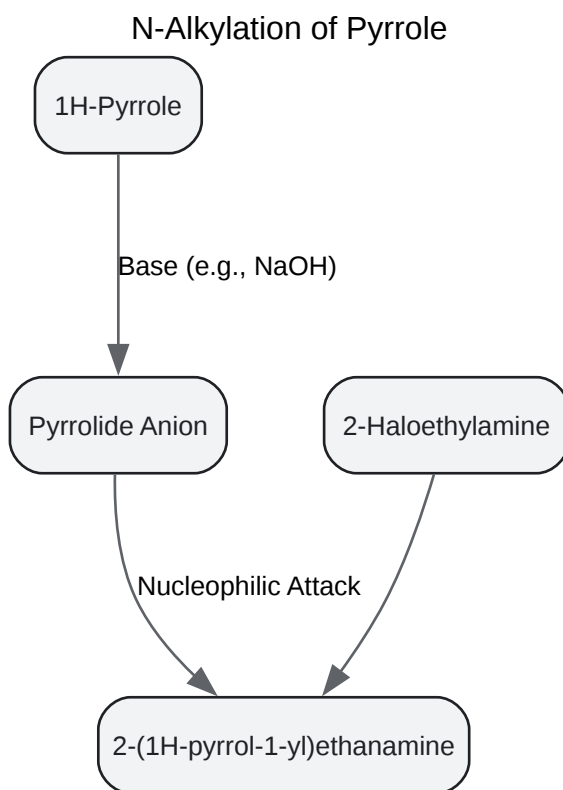 N-Alkylation of Pyrrole
1H-Pyrrole
Base (e.g., NaOH)
Pyrrolide Anion
2-Haloethylamine
Nucleophilic Attack
2-(1H-pyrrol-1-yl)ethanamine